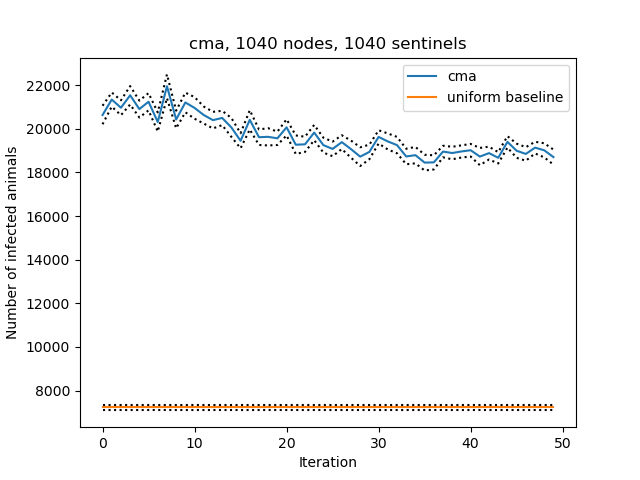 cma, 1040 nodes, 1040 sentinels
cma
uniform baseline
Number of infected animals
22000
20000
18000
16000
14000
12000
10000
8000
0 10 20 30 40 50
Iteration